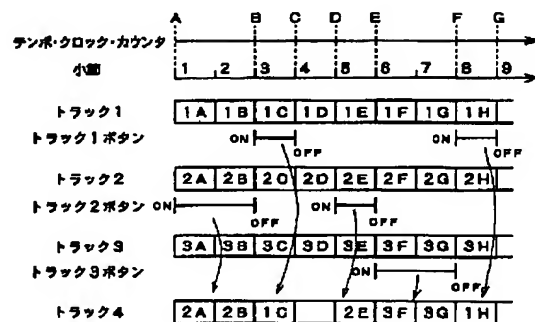 A B C D E F G
テンポ・クロック・カウンタ
小節 1 2 3 4 5 6 7 8 9
トラック1 1A 1B 1C 1D 1E 1F 1G 1H
トラック1ボタン ON OFF ON OFF
トラック2 2A 2B 2C 2D 2E 2F 2G 2H
トラック2ボタン ON OFF ON OFF
トラック3 3A 3B 3C 3D 3E 3F 3G 3H
トラック3ボタン ON OFF
トラック4 2A 2B 1C 2E 3F 3G 1H